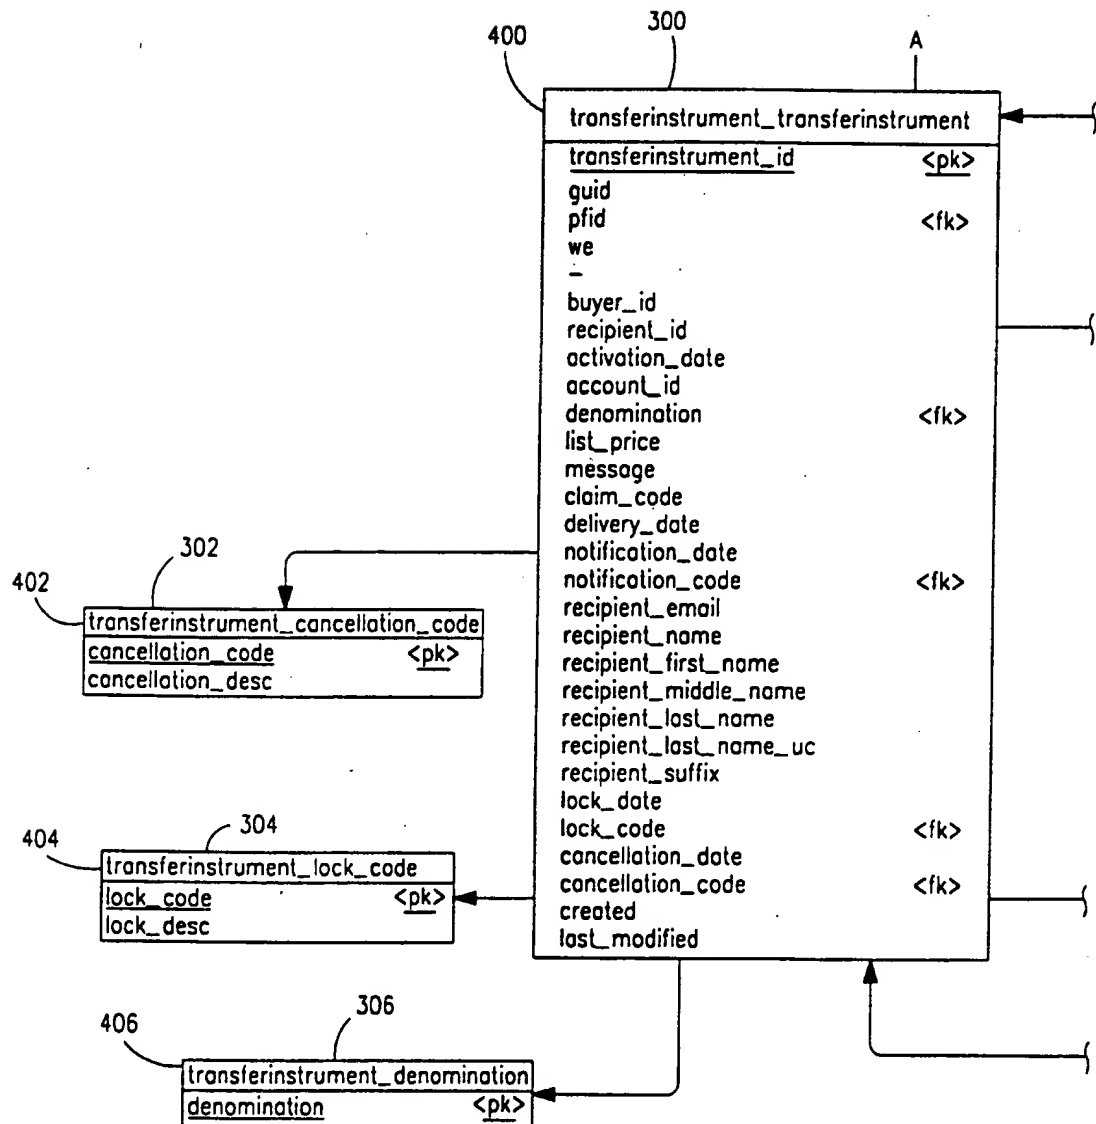 400
300
A
transferinstrument_transferinstrument
transferinstrument_id <pk>
guid
pfid <fk>
we
–
buyer_id
recipient_id
activation_date
account_id
denomination <fk>
list_price
message
claim_code
delivery_date
notification_date
notification_code <fk>
recipient_email
recipient_name
recipient_first_name
recipient_middle_name
recipient_last_name
recipient_last_name_uc
recipient_suffix
lock_date
lock_code <fk>
cancellation_date
cancellation_code <fk>
created
last_modified
402
302
transferinstrument_cancellation_code
cancellation_code <pk>
cancellation_desc
404
304
transferinstrument_lock_code
lock_code <pk>
lock_desc
406
306
transferinstrument_denomination
denomination <pk>